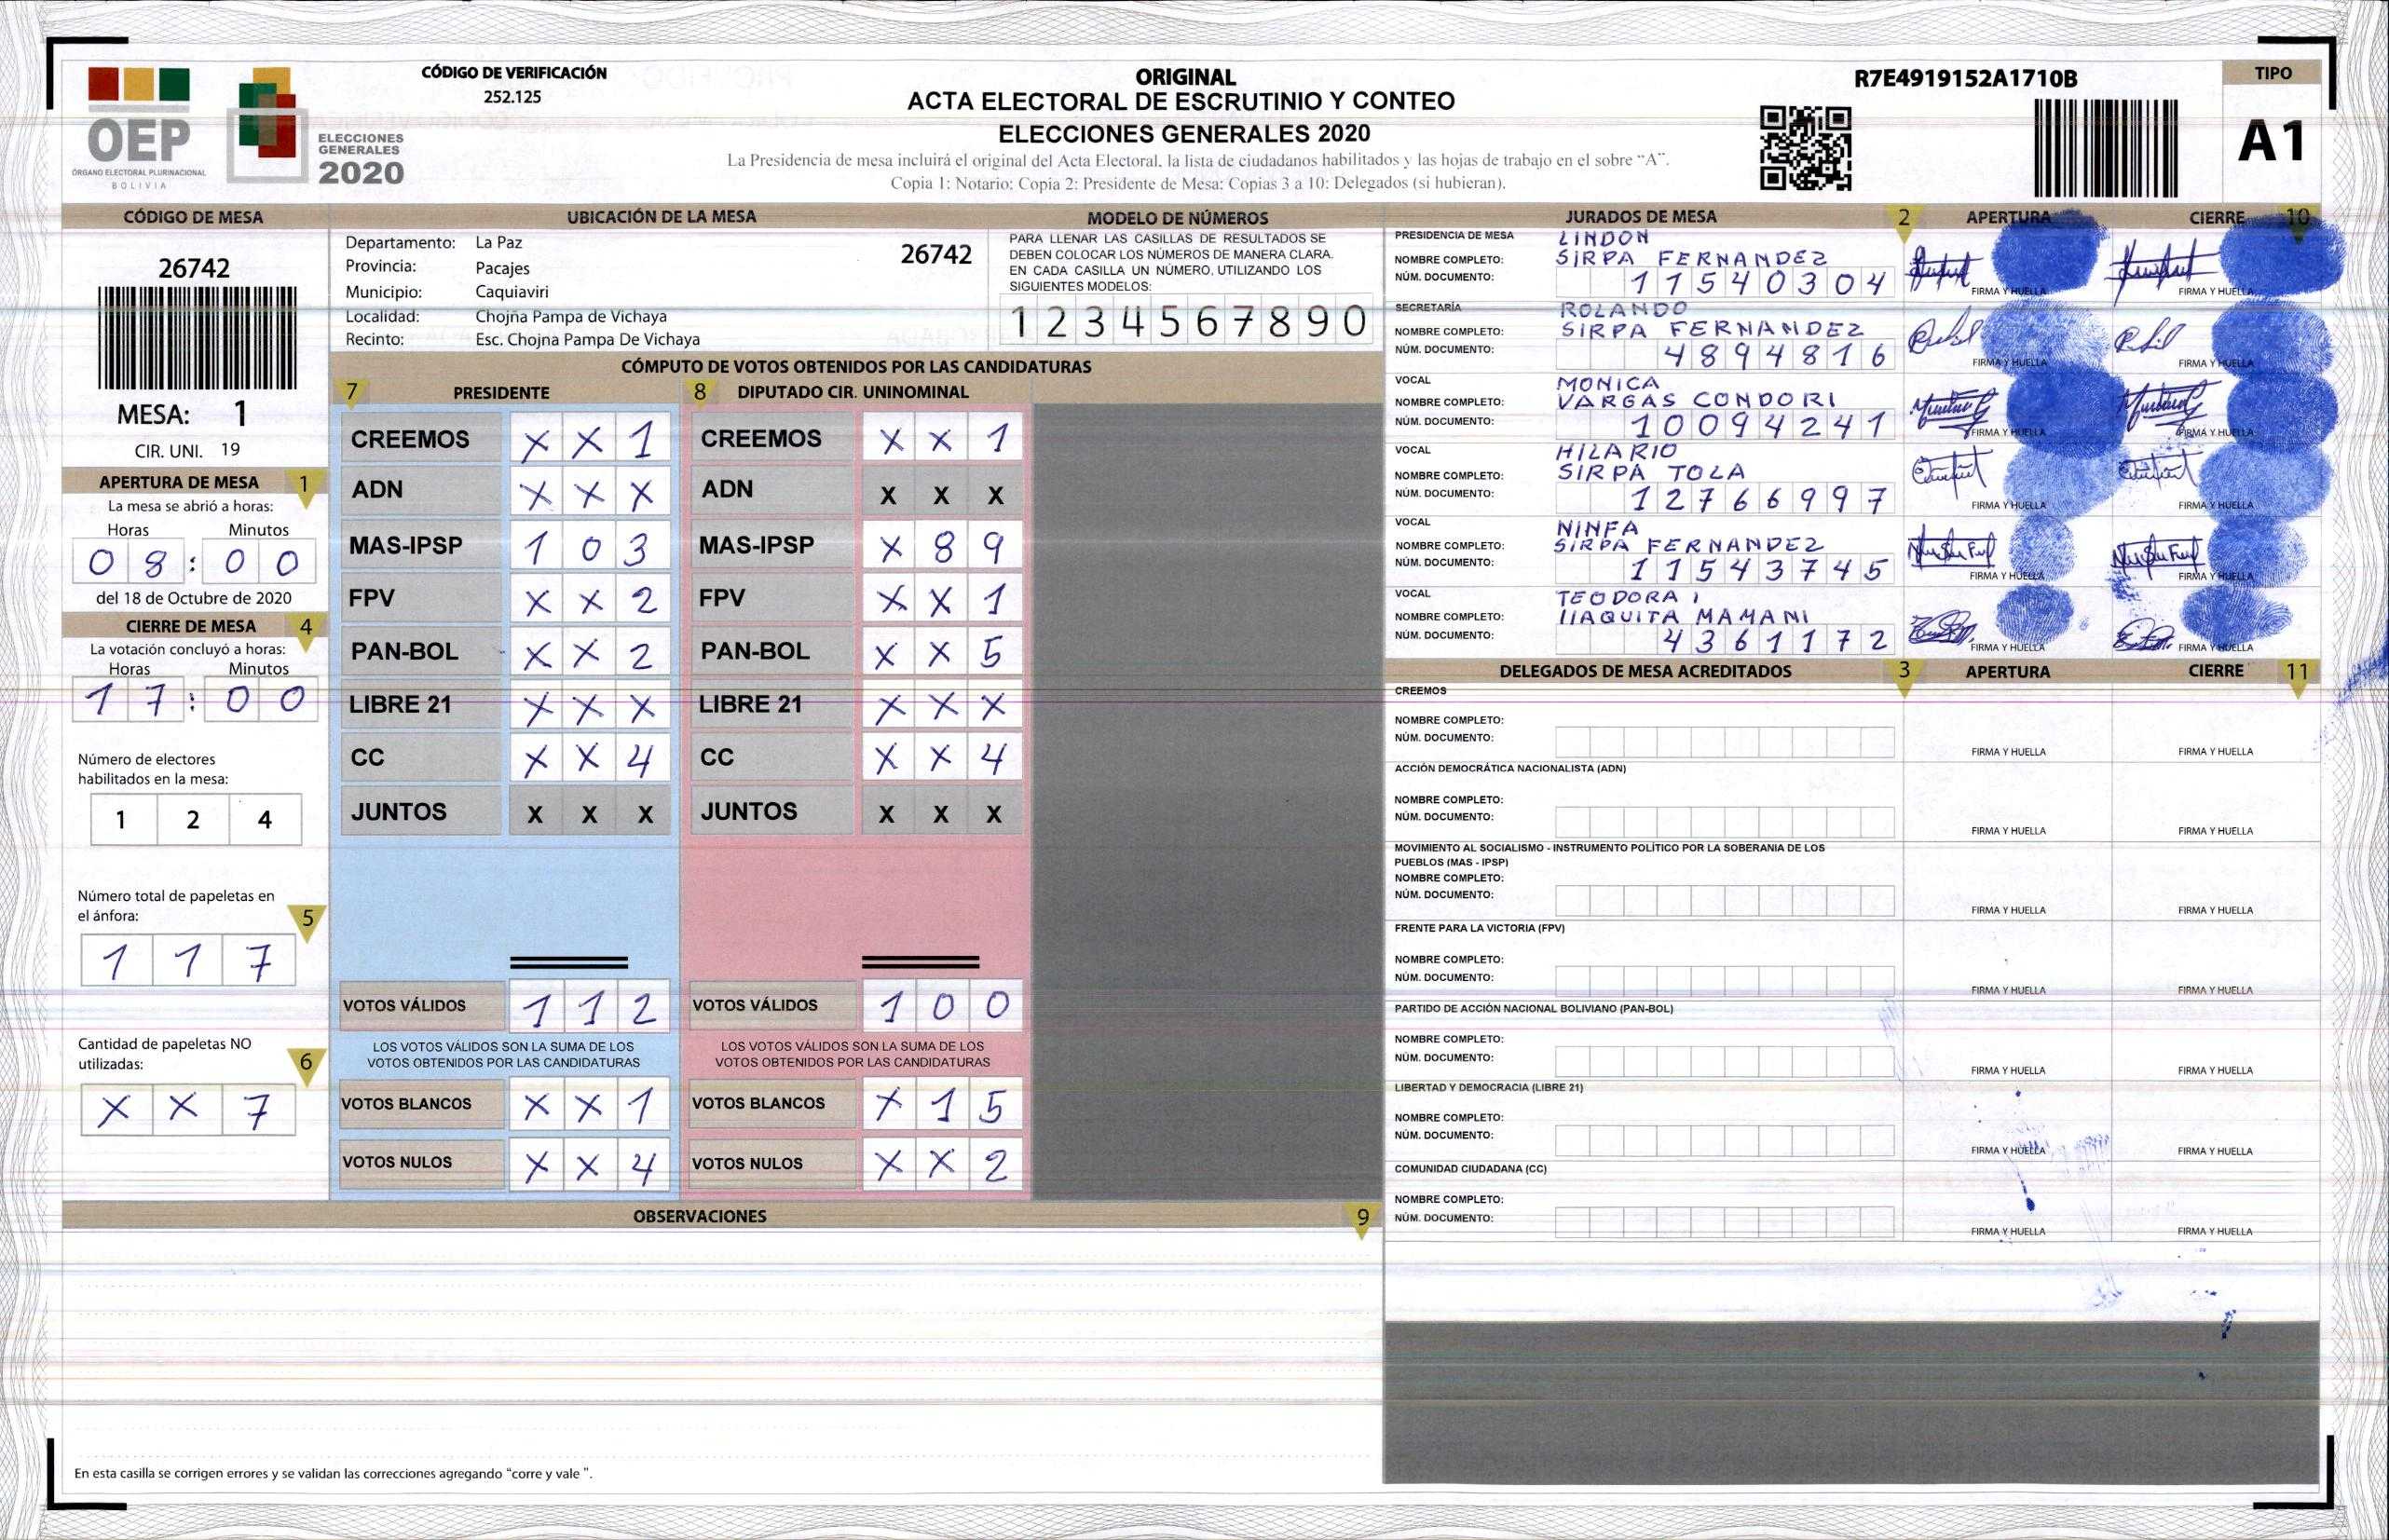 CÓDIGO DE VERIFICACIÓN
252.125
OEP
ÓRGANO ELECTORAL PLURINACIONAL
BOLIVIA
ELECCIONES
GENERALES
2020
ORIGINAL
ACTA ELECTORAL DE ESCRUTINIO Y CONTEO
ELECCIONES GENERALES 2020
La Presidencia de mesa incluirá el original del Acta Electoral, la lista de ciudadanos habilitados y las hojas de trabajo en el sobre “A”.
Copia 1: Notario: Copia 2: Presidente de Mesa: Copias 3 a 10: Delegados (si hubieran).
R7E4919152A1710B
TIPO
A1
CÓDIGO DE MESA
26742
MESA: 1
CIR. UNI. 19
APERTURA DE MESA 1
La mesa se abrió a horas:
Horas Minutos
0 8 : 0 0
del 18 de Octubre de 2020
CIERRE DE MESA 4
La votación concluyó a horas:
Horas Minutos
1 7 : 0 0
Número de electores
habilitados en la mesa:
1 2 4
Número total de papeletas en
el ánfora:
5
1 1 7
Cantidad de papeletas NO
utilizadas:
6
X X 7
UBICACIÓN DE LA MESA
Departamento: La Paz
26742
Provincia: Pacajes
Municipio: Caquiaviri
Localidad: Chojña Pampa de Vichaya
Recinto: Esc. Chojna Pampa De Vichaya
MODELO DE NÚMEROS
PARA LLENAR LAS CASILLAS DE RESULTADOS SE
DEBEN COLOCAR LOS NÚMEROS DE MANERA CLARA.
EN CADA CASILLA UN NÚMERO, UTILIZANDO LOS
SIGUIENTES MODELOS:
1 2 3 4 5 6 7 8 9 0
CÓMPUTO DE VOTOS OBTENIDOS POR LAS CANDIDATURAS
7 PRESIDENTE
CREEMOS X X 1
ADN X X X
MAS-IPSP 1 0 3
FPV X X 2
PAN-BOL X X 2
LIBRE 21 X X X
CC X X 4
JUNTOS X X X
VOTOS VÁLIDOS 1 1 2
LOS VOTOS VÁLIDOS SON LA SUMA DE LOS
VOTOS OBTENIDOS POR LAS CANDIDATURAS
VOTOS BLANCOS X X 1
VOTOS NULOS X X 4
8 DIPUTADO CIR. UNINOMINAL
CREEMOS X X 1
ADN X X X
MAS-IPSP X 8 9
FPV X X 1
PAN-BOL X X 5
LIBRE 21 X X X
CC X X 4
JUNTOS X X X
VOTOS VÁLIDOS 1 0 0
LOS VOTOS VÁLIDOS SON LA SUMA DE LOS
VOTOS OBTENIDOS POR LAS CANDIDATURAS
VOTOS BLANCOS X 1 5
VOTOS NULOS X X 2
OBSERVACIONES 9
En esta casilla se corrigen errores y se validan las correcciones agregando “corre y vale ”.
JURADOS DE MESA 2 APERTURA CIERRE 10
PRESIDENCIA DE MESA LINDON
NOMBRE COMPLETO: SIRPA FERNANDEZ
NÚM. DOCUMENTO: 1 1 5 4 0 3 0 4
FIRMA Y HUELLA FIRMA Y HUELLA
SECRETARÍA ROLANDO
NOMBRE COMPLETO: SIRPA FERNANDEZ
NÚM. DOCUMENTO: 4 8 9 4 8 1 6
FIRMA Y HUELLA FIRMA Y HUELLA
VOCAL MONICA
NOMBRE COMPLETO: VARGAS CONDORI
NÚM. DOCUMENTO: 1 0 0 9 4 2 4 1
FIRMA Y HUELLA FIRMA Y HUELLA
VOCAL HILARIO
NOMBRE COMPLETO: SIRPA TOLA
NÚM. DOCUMENTO: 1 2 7 6 6 9 9 7
FIRMA Y HUELLA FIRMA Y HUELLA
VOCAL NINFA
NOMBRE COMPLETO: SIRPA FERNANDEZ
NÚM. DOCUMENTO: 1 1 5 4 3 7 4 5
FIRMA Y HUELLA FIRMA Y HUELLA
VOCAL TEODORA
NOMBRE COMPLETO: MAMANI
NÚM. DOCUMENTO: 4 3 6 1 1 7 2
FIRMA Y HUELLA FIRMA Y HUELLA
DELEGADOS DE MESA ACREDITADOS 3 APERTURA CIERRE 11
CREEMOS
NOMBRE COMPLETO:
NÚM. DOCUMENTO:
FIRMA Y HUELLA FIRMA Y HUELLA
ACCIÓN DEMOCRÁTICA NACIONALISTA (ADN)
NOMBRE COMPLETO:
NÚM. DOCUMENTO:
FIRMA Y HUELLA FIRMA Y HUELLA
MOVIMIENTO AL SOCIALISMO - INSTRUMENTO POLÍTICO POR LA SOBERANIA DE LOS
PUEBLOS (MAS - IPSP)
NOMBRE COMPLETO:
NÚM. DOCUMENTO:
FIRMA Y HUELLA FIRMA Y HUELLA
FRENTE PARA LA VICTORIA (FPV)
NOMBRE COMPLETO:
NÚM. DOCUMENTO:
FIRMA Y HUELLA FIRMA Y HUELLA
PARTIDO DE ACCIÓN NACIONAL BOLIVIANO (PAN-BOL)
NOMBRE COMPLETO:
NÚM. DOCUMENTO:
FIRMA Y HUELLA FIRMA Y HUELLA
LIBERTAD Y DEMOCRACIA (LIBRE 21)
NOMBRE COMPLETO:
NÚM. DOCUMENTO:
FIRMA Y HUELLA FIRMA Y HUELLA
COMUNIDAD CIUDADANA (CC)
NOMBRE COMPLETO:
NÚM. DOCUMENTO:
FIRMA Y HUELLA FIRMA Y HUELLA